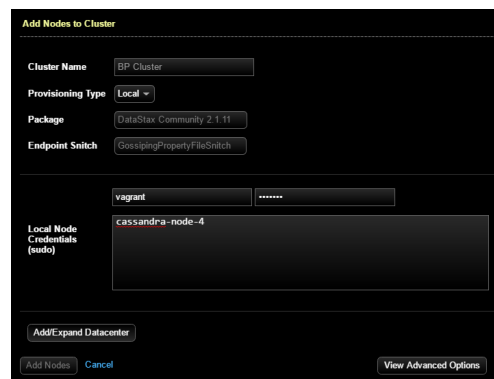 Add Nodes to Cluster
Cluster Name BP Cluster
Provisioning Type Local
Package DataStax Community 2.1.11
Endpoint Snitch GossipingPropertyFileSnitch
vagrant •••••••
Local Node
Credentials
(sudo)
cassandra-node-4
Add/Expand Datacenter
Add Nodes Cancel View Advanced Options